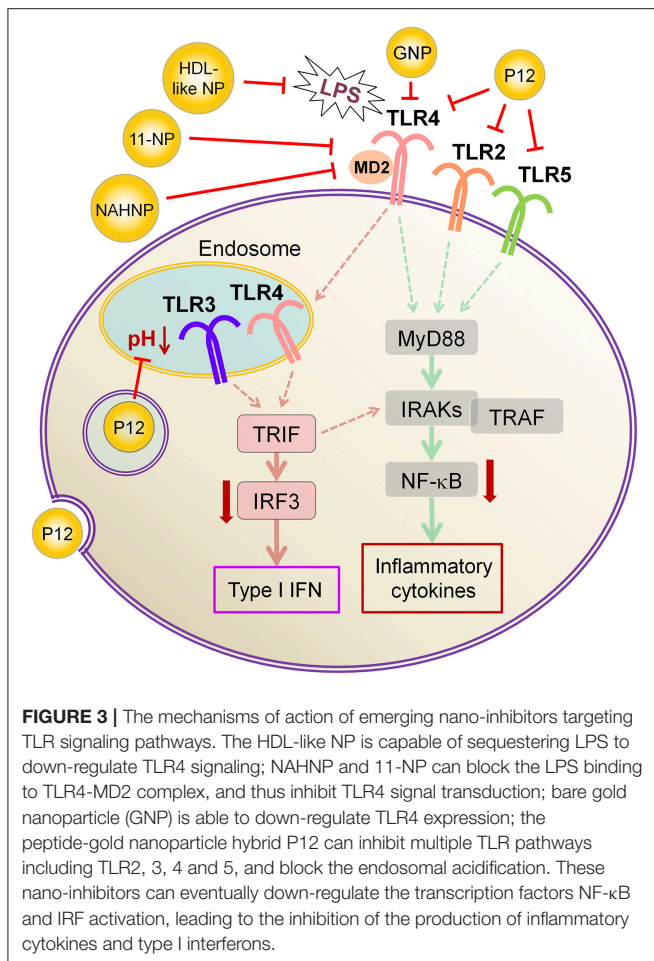 HDL-
like NP
LPS
GNP
P12
TLR4
11-NP
MD2
TLR2
TLR5
NAHNP
Endosome
TLR3
TLR4
pH
P12
MyD88
IRAKs
TRAF
TRIF
NF-κB
IRF3
P12
Type I IFN
Inflammatory
cytokines
FIGURE 3 | The mechanisms of action of emerging nano-inhibitors targeting
TLR signaling pathways. The HDL-like NP is capable of sequestering LPS to
down-regulate TLR4 signaling; NAHNP and 11-NP can block the LPS binding
to TLR4-MD2 complex, and thus inhibit TLR4 signal transduction; bare gold
nanoparticle (GNP) is able to down-regulate TLR4 expression; the
peptide-gold nanoparticle hybrid P12 can inhibit multiple TLR pathways
including TLR2, 3, 4 and 5, and block the endosomal acidification. These
nano-inhibitors can eventually down-regulate the transcription factors NF-κB
and IRF activation, leading to the inhibition of the production of inflammatory
cytokines and type I interferons.